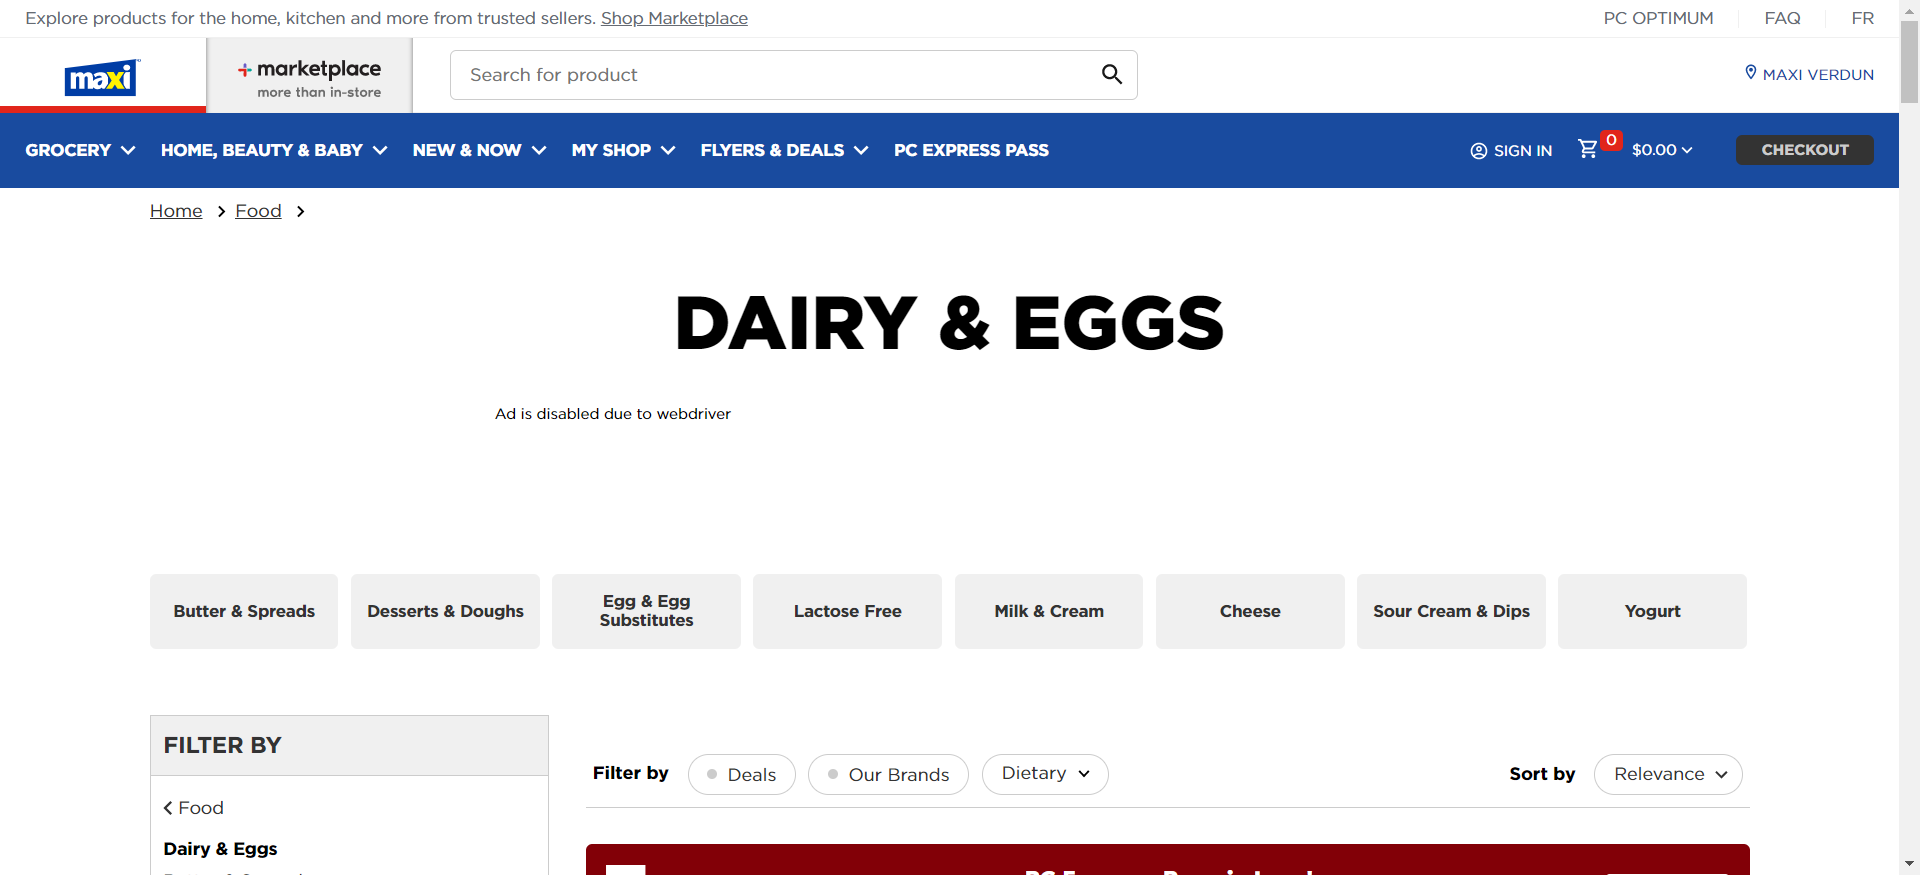 Explore products for the home, kitchen and more from trusted sellers. Shop Marketplace
PC OPTIMUM
FAQ
FR
maxi
marketplace
more than in-store
Search for product
MAXI VERDUN
GROCERY
HOME, BEAUTY & BABY
NEW & NOW
MY SHOP
FLYERS & DEALS
PC EXPRESS PASS
SIGN IN
0
$0.00
CHECKOUT
Home
Food
DAIRY & EGGS
Ad is disabled due to webdriver
Butter & Spreads
Desserts & Doughs
Egg & Egg
Substitutes
Lactose Free
Milk & Cream
Cheese
Sour Cream & Dips
Yogurt
FILTER BY
Filter by
Deals
Our Brands
Dietary
Sort by
Relevance
Food
Dairy & Eggs